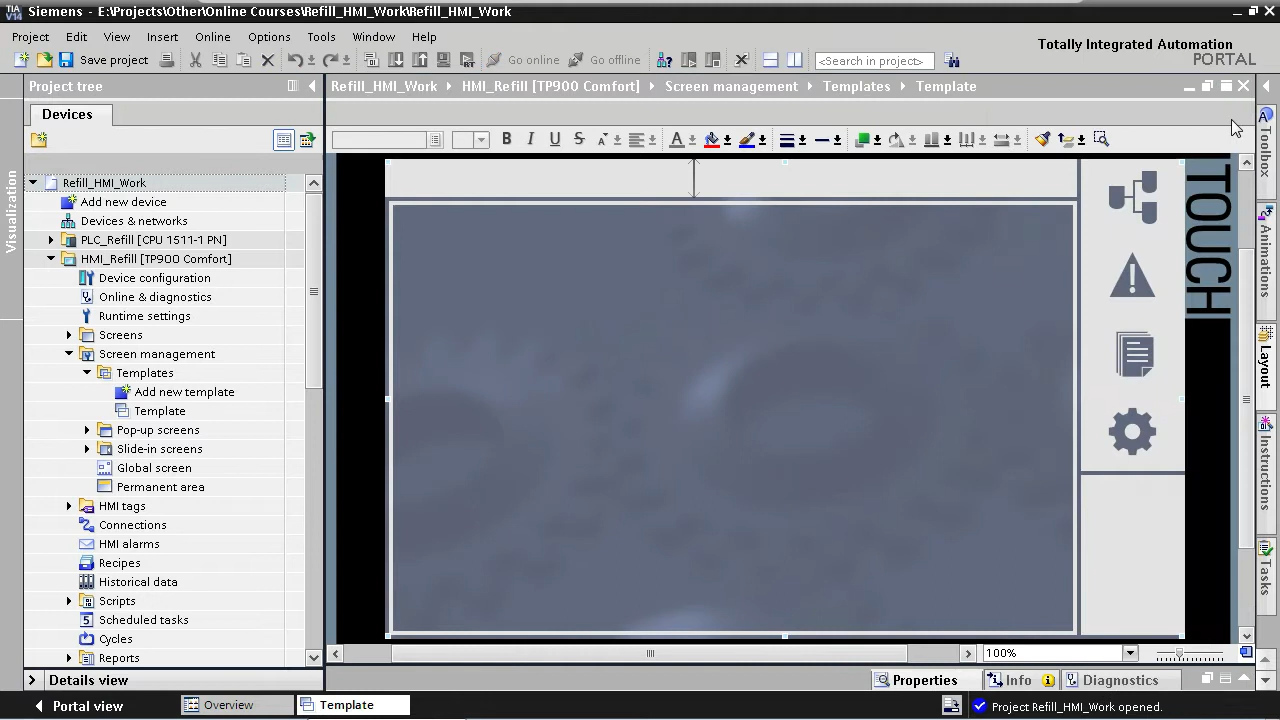 TIA V14 Siemens - E:\Projects\Other\Online Courses\Refill_HMI_Work\Refill_HMI_Work
Project Edit View Insert Online Options Tools Window Help
Totally Integrated Automation
PORTAL
Save project Go online Go offline <Search in project>
Project tree
Refill_HMI_Work HMI_Refill [TP900 Comfort] Screen management Templates Template
Devices
B I U S A A
Visualization
Refill_HMI_Work
Add new device
Devices & networks
PLC_Refill [CPU 1511-1 PN]
HMI_Refill [TP900 Comfort]
Device configuration
Online & diagnostics
Runtime settings
Screens
Screen management
Templates
Add new template
Template
Pop-up screens
Slide-in screens
Global screen
Permanent area
HMI tags
Connections
HMI alarms
Recipes
Historical data
Scripts
Scheduled tasks
Cycles
Reports
TOUCH
Toolbox
Animations
Layout
Instructions
Tasks
100%
Details view
Properties Info Diagnostics
Portal view Overview Template
Project Refill_HMI_Work opened.